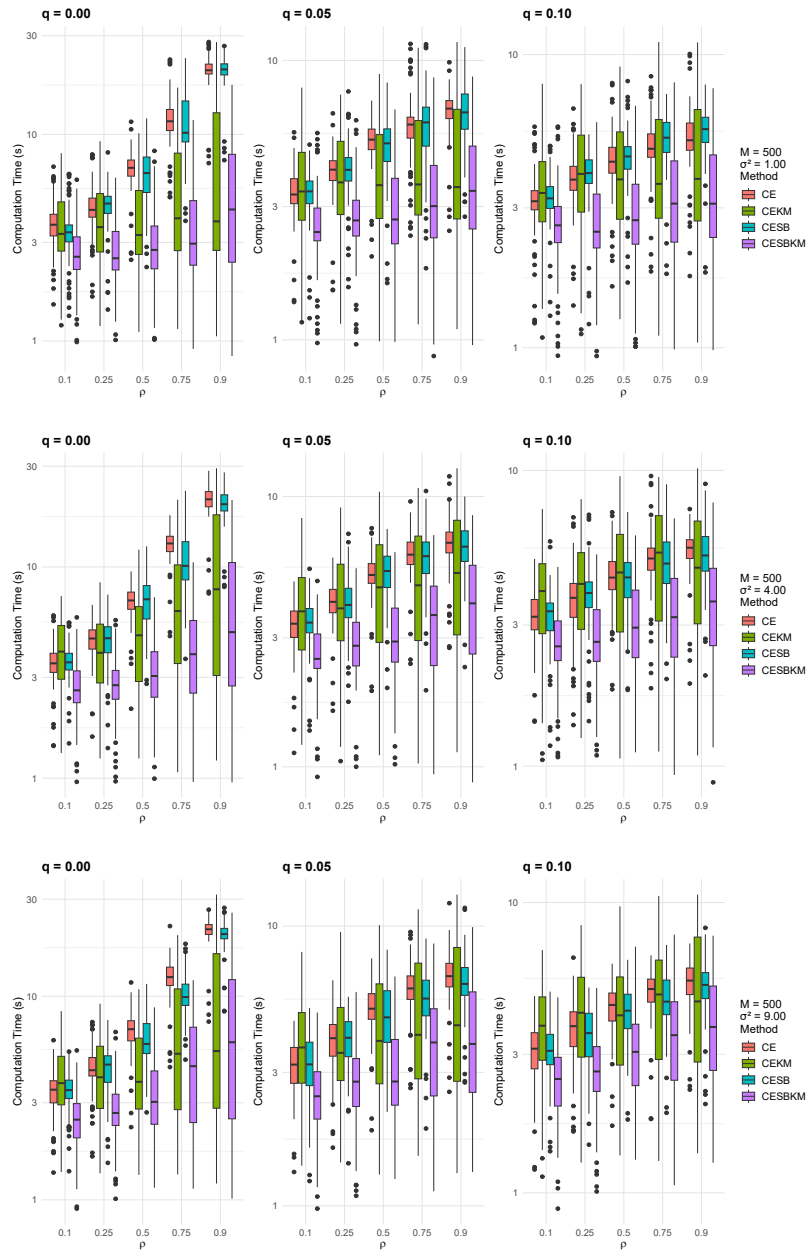 q = 0.00
q = 0.05
q = 0.10
Computation Time (s)
30
10
3
1
0.1 0.25 0.5 0.75 0.9
ρ
Computation Time (s)
10
3
1
0.1 0.25 0.5 0.75 0.9
ρ
Computation Time (s)
10
3
1
0.1 0.25 0.5 0.75 0.9
ρ
M = 500
σ² = 1.00
Method
CE
CEKM
CESB
CESBKM
q = 0.00
q = 0.05
q = 0.10
Computation Time (s)
30
10
3
1
0.1 0.25 0.5 0.75 0.9
ρ
Computation Time (s)
10
3
1
0.1 0.25 0.5 0.75 0.9
ρ
Computation Time (s)
10
3
1
0.1 0.25 0.5 0.75 0.9
ρ
M = 500
σ² = 4.00
Method
CE
CEKM
CESB
CESBKM
q = 0.00
q = 0.05
q = 0.10
Computation Time (s)
30
10
3
1
0.1 0.25 0.5 0.75 0.9
ρ
Computation Time (s)
10
3
1
0.1 0.25 0.5 0.75 0.9
ρ
Computation Time (s)
10
3
1
0.1 0.25 0.5 0.75 0.9
ρ
M = 500
σ² = 9.00
Method
CE
CEKM
CESB
CESBKM